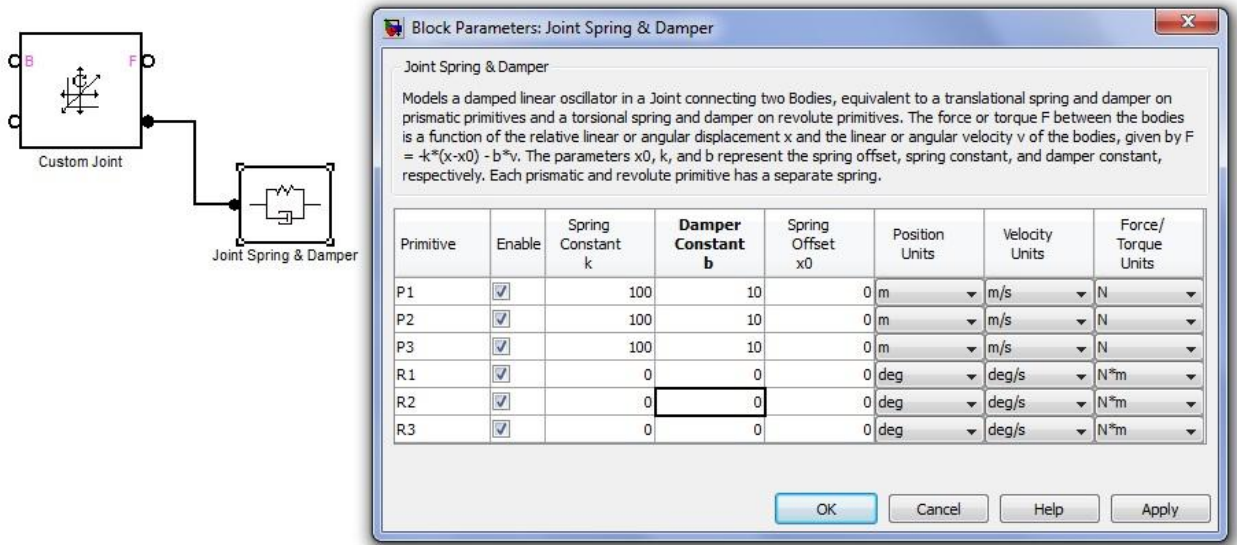 B
F
C
Custom Joint
Joint Spring & Damper
Block Parameters: Joint Spring & Damper
Joint Spring & Damper
Models a damped linear oscillator in a Joint connecting two Bodies, equivalent to a translational spring and damper on
prismatic primitives and a torsional spring and damper on revolute primitives. The force or torque F between the bodies
is a function of the relative linear or angular displacement x and the linear or angular velocity v of the bodies, given by F
= -k*(x-x0) - b*v. The parameters x0, k, and b represent the spring offset, spring constant, and damper constant,
respectively. Each prismatic and revolute primitive has a separate spring.
Primitive Enable Spring Constant k Damper Constant b Spring Offset x0 Position Units Velocity Units Force/ Torque Units
P1 100 10 0 m m/s N
P2 100 10 0 m m/s N
P3 100 10 0 m m/s N
R1 0 0 0 deg deg/s N*m
R2 0 0 0 deg deg/s N*m
R3 0 0 0 deg deg/s N*m
OK Cancel Help Apply